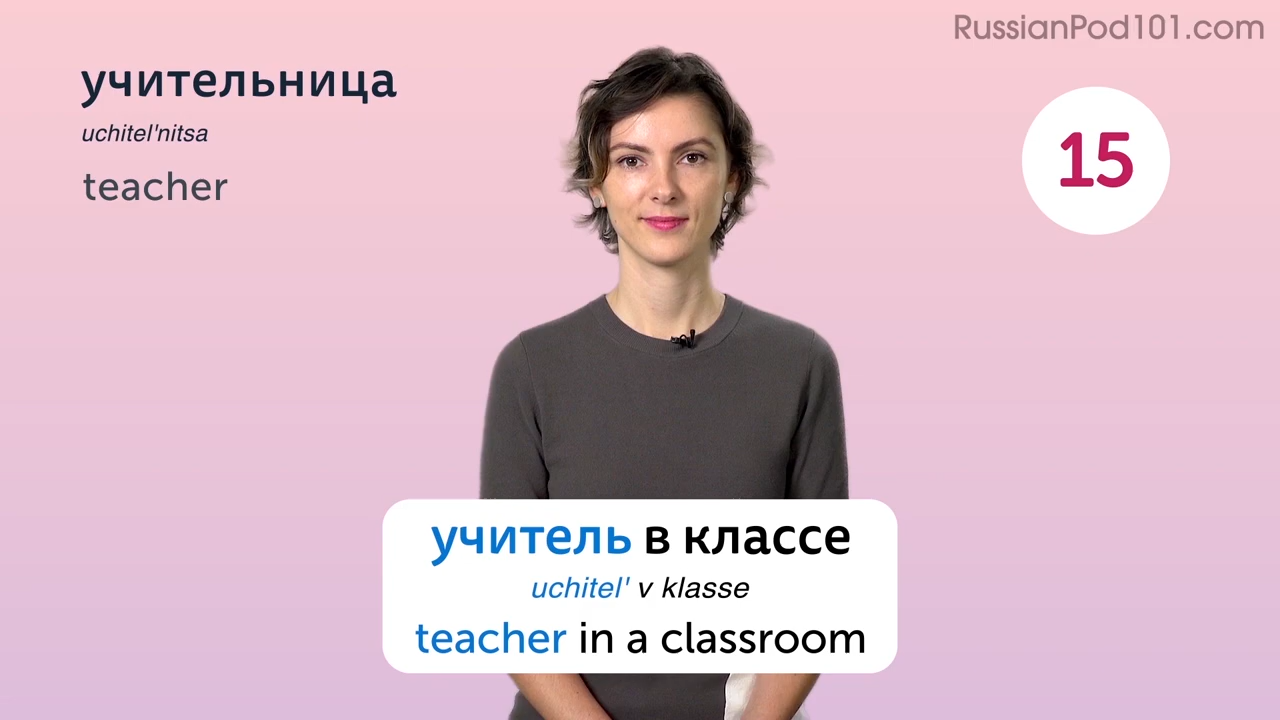 RussianPod101.com
учительница
uchitel'nitsa
teacher
15
учитель в классе
uchitel' v klasse
teacher in a classroom